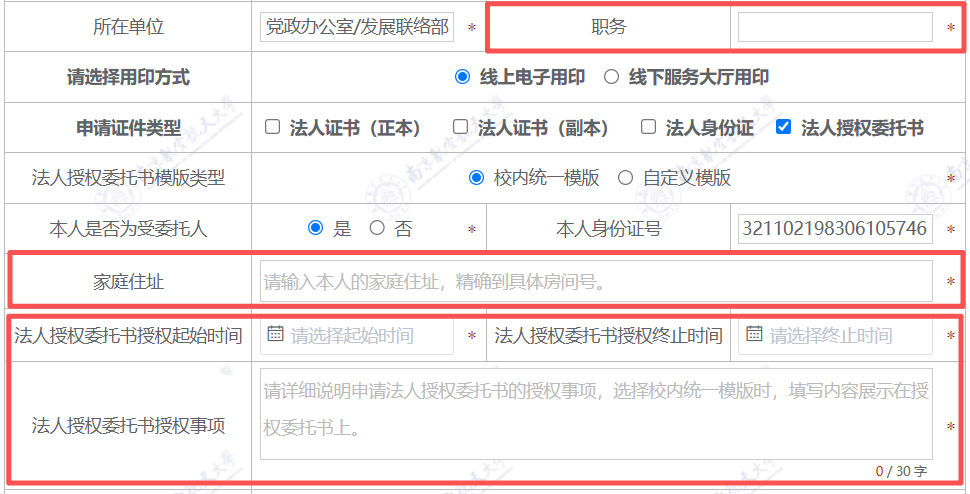 所在单位 党政办公室/发展联络部 * 职务 *
请选择用印方式 线上电子用印 线下服务大厅用印
申请证件类型 法人证书（正本） 法人证书（副本） 法人身份证 法人授权委托书
法人授权委托书模版类型 校内统一模版 自定义模版 *
本人是否为受委托人 是 否 * 本人身份证号 321102198306105746 *
家庭住址 请输入本人的家庭住址，精确到具体房间号。 *
法人授权委托书授权起始时间 请选择起始时间 * 法人授权委托书授权终止时间 请选择终止时间 *
法人授权委托书授权事项 请详细说明申请法人授权委托书的授权事项，选择校内统一模版时，填写内容展示在授
权委托书上。 *
0 / 30 字
南京航空航天大学